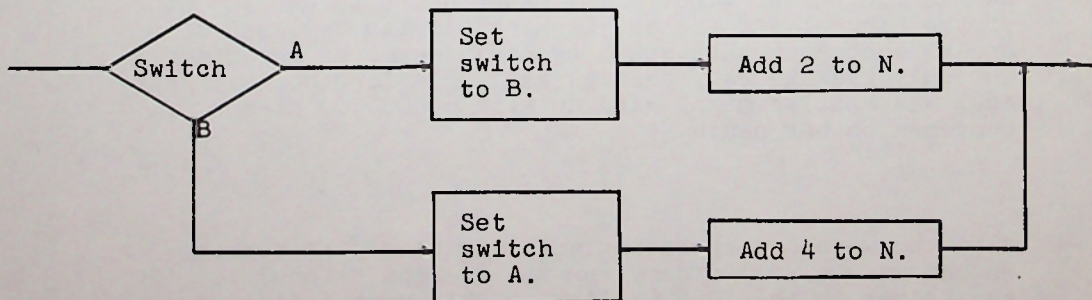 Switch
A
Set
switch
to B.
Add 2 to N.
B
Set
switch
to A.
Add 4 to N.